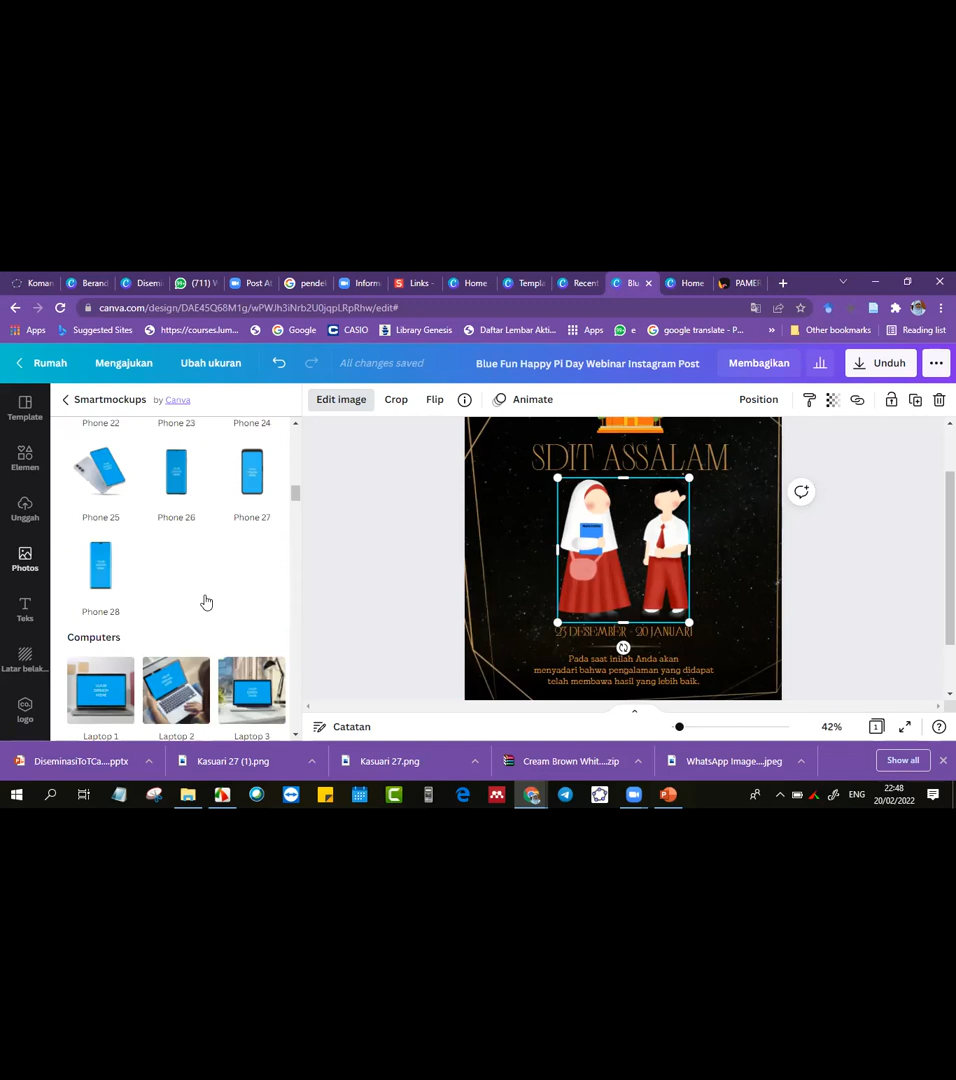 Koman
Berand
Disemi
(711) W
Post At
pendel
Inform
Links -
Home
Templa
Recent
Blu
Home
PAMER
canva.com/design/DAE45Q68M1g/wPWJh3iNrb2U0jqpLRpRhw/edit#
Apps
Suggested Sites
https://coursesJum...
Google
CASIO
Library Genesis
Daftar Lembar Akti...
Apps
e
google translate - P...
»
Other bookmarks
Reading list
Rumah
Mengajukan
Ubah ukuran
All changes saved
Blue Fun Happy Pi Day Webinar Instagram Post
Membagikan
Unduh
Template
Elemen
Unggah
Photos
Teks
Latar belak...
CO.
logo
Smartmockups by Canva
Phone 22 Phone 23 Phone 24
Phone 25 Phone 26 Phone 27
Phone 28
Computers
Laptop 1 Laptop 2 Laptop 3
Edit image
Crop
Flip
Animate
Position
SDIT ASSALAM
23 DESEMBER - 20 JANUARI
Pada saat inilah Anda akan
menyadari bahwa pengalaman yang didapat
telah membawa hasil yang lebih baik.
Catatan
42%
1
DiseminasiToTCa....pptx
Kasuari 27 (1).png
Kasuari 27.png
Cream Brown Whit....zip
WhatsApp Image....jpeg
Show all
ENG
22:48
20/02/2022